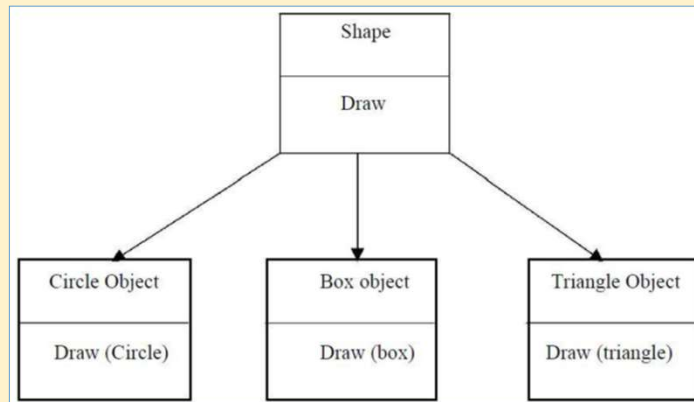 Shape
Draw
Circle Object
Box object
Triangle Object
Draw (Circle)
Draw (box)
Draw (triangle)